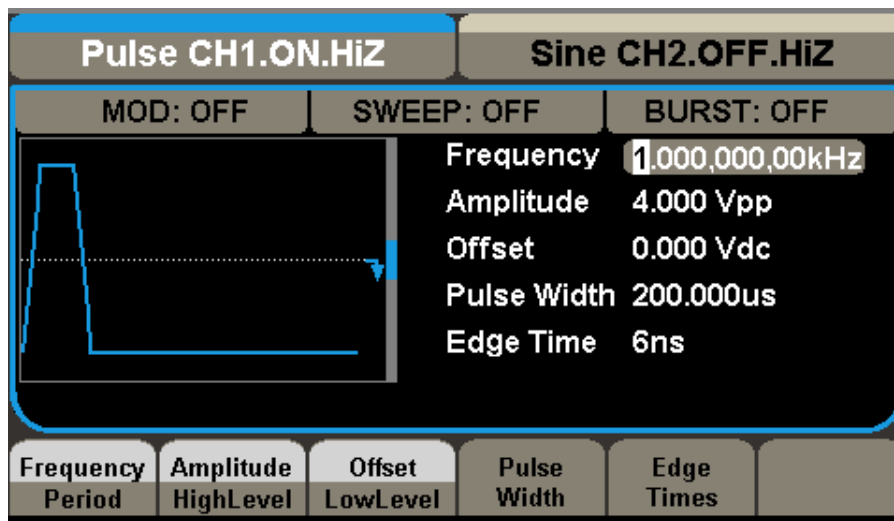 Pulse CH1.ON.HiZ
Sine CH2.OFF.HiZ
MOD: OFF
SWEEP: OFF
BURST: OFF
Frequency 1.000,000,00kHz
Amplitude 4.000 Vpp
Offset 0.000 Vdc
Pulse Width 200.000us
Edge Time 6ns
Frequency
Period
Amplitude
HighLevel
Offset
LowLevel
Pulse
Width
Edge
Times